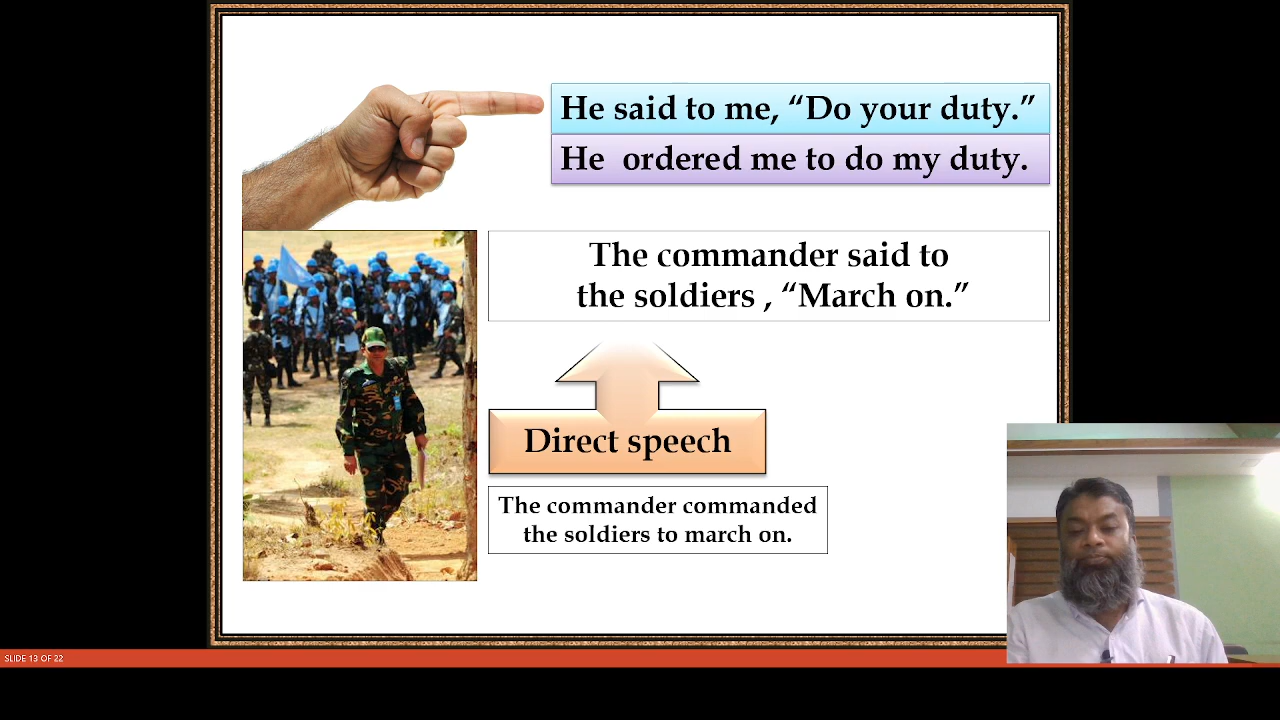 He said to me, “Do your duty.”
He  ordered me to do my duty.
The commander said to
the soldiers , “March on.”
Direct speech
The commander commanded
the soldiers to march on.
SLIDE 13 OF 22